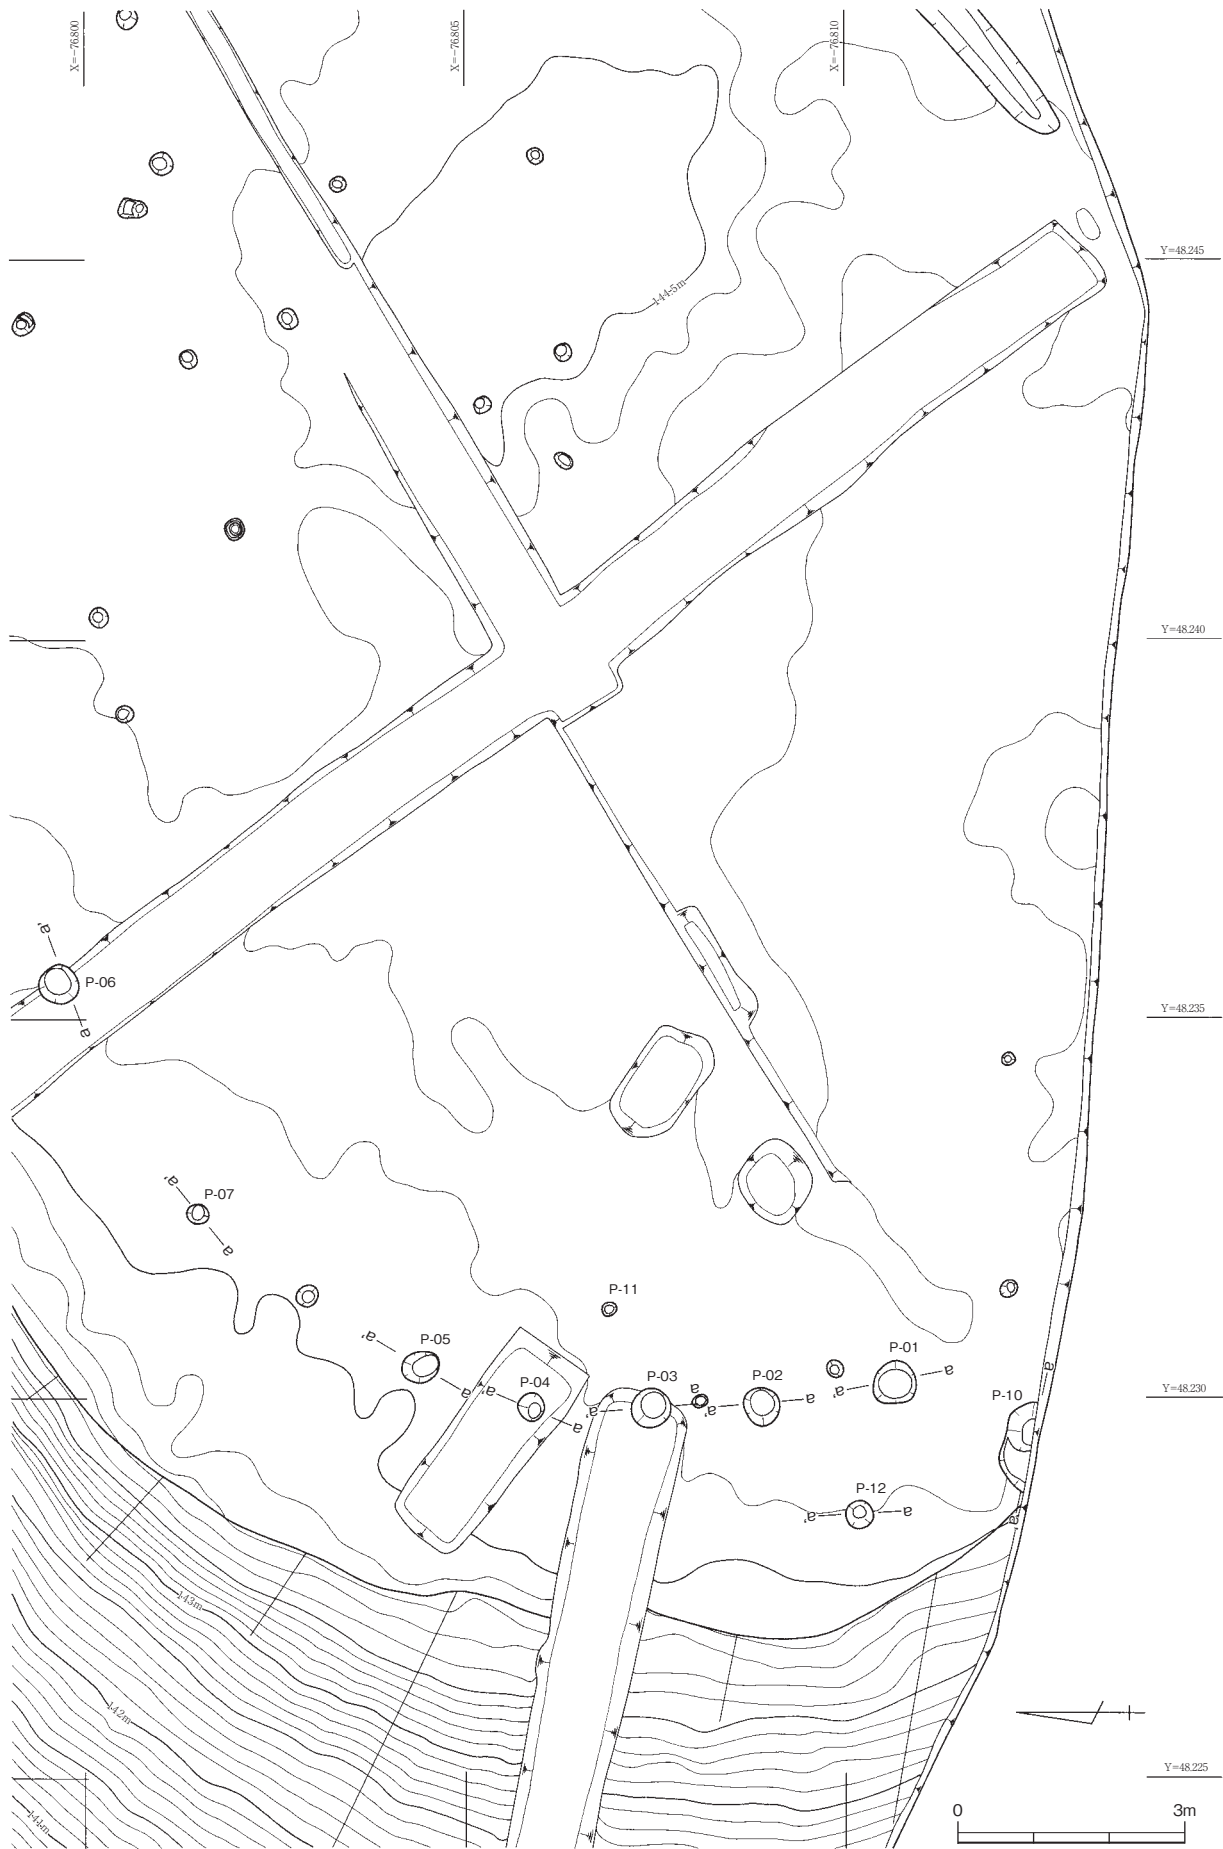 X=-76.800
X=-76.805
X=-76.810
Y=48.245
144.5m
Y=48.240
a'
P-06
a
Y=48.235
a'
P-07
a
P-11
a'
P-05
a
a'
P-04
a
a'
P-03
a
a'
P-02
a
a'
P-01
a
a
P-10
a'
Y=48.230
P-12
a'
a
143m
142m
141m
Y=48.225
0
3m